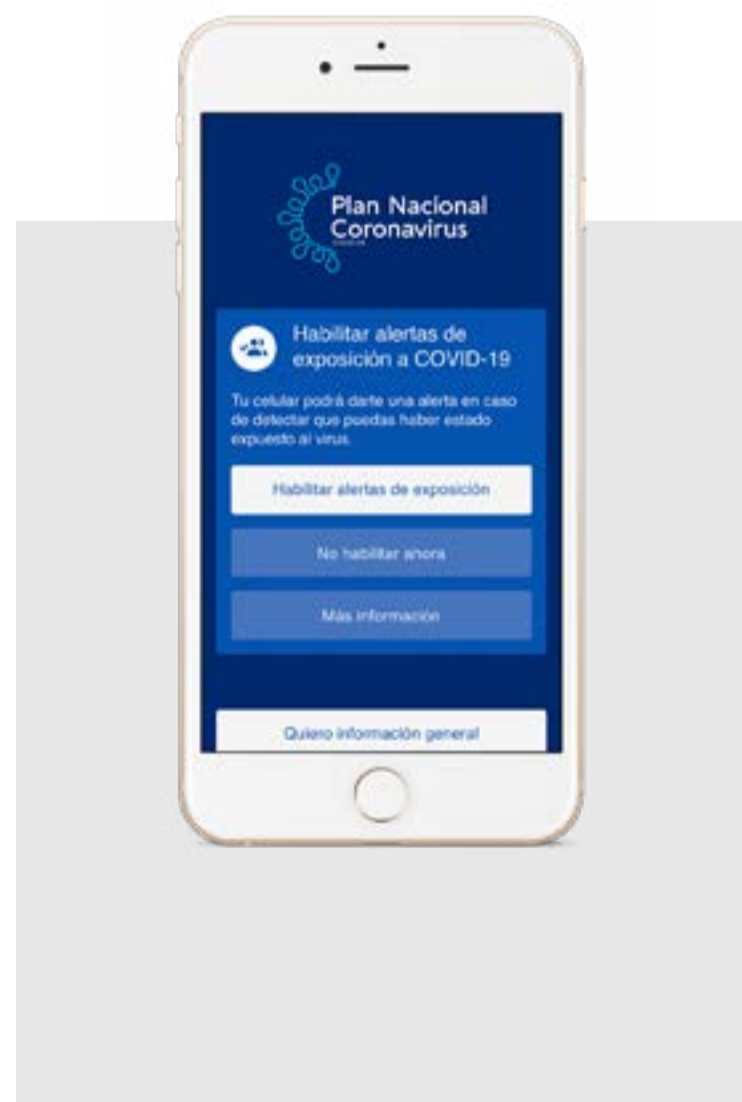 Plan Nacional
Coronavirus
Habilitar alertas de
exposición a COVID-19
Tu celular podrá darte una alerta en caso
de detectar que puedas haber estado
expuesto al virus.
Habilitar alertas de exposición
No habilitar ahora
Más información
Quiero información general